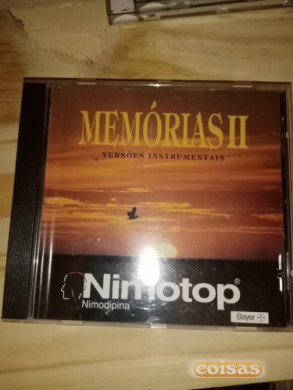 MEMÓRIAS II
VERSÕES INSTRUMENTAIS
Nimotop®
Nimodipina
Bayer
coisas